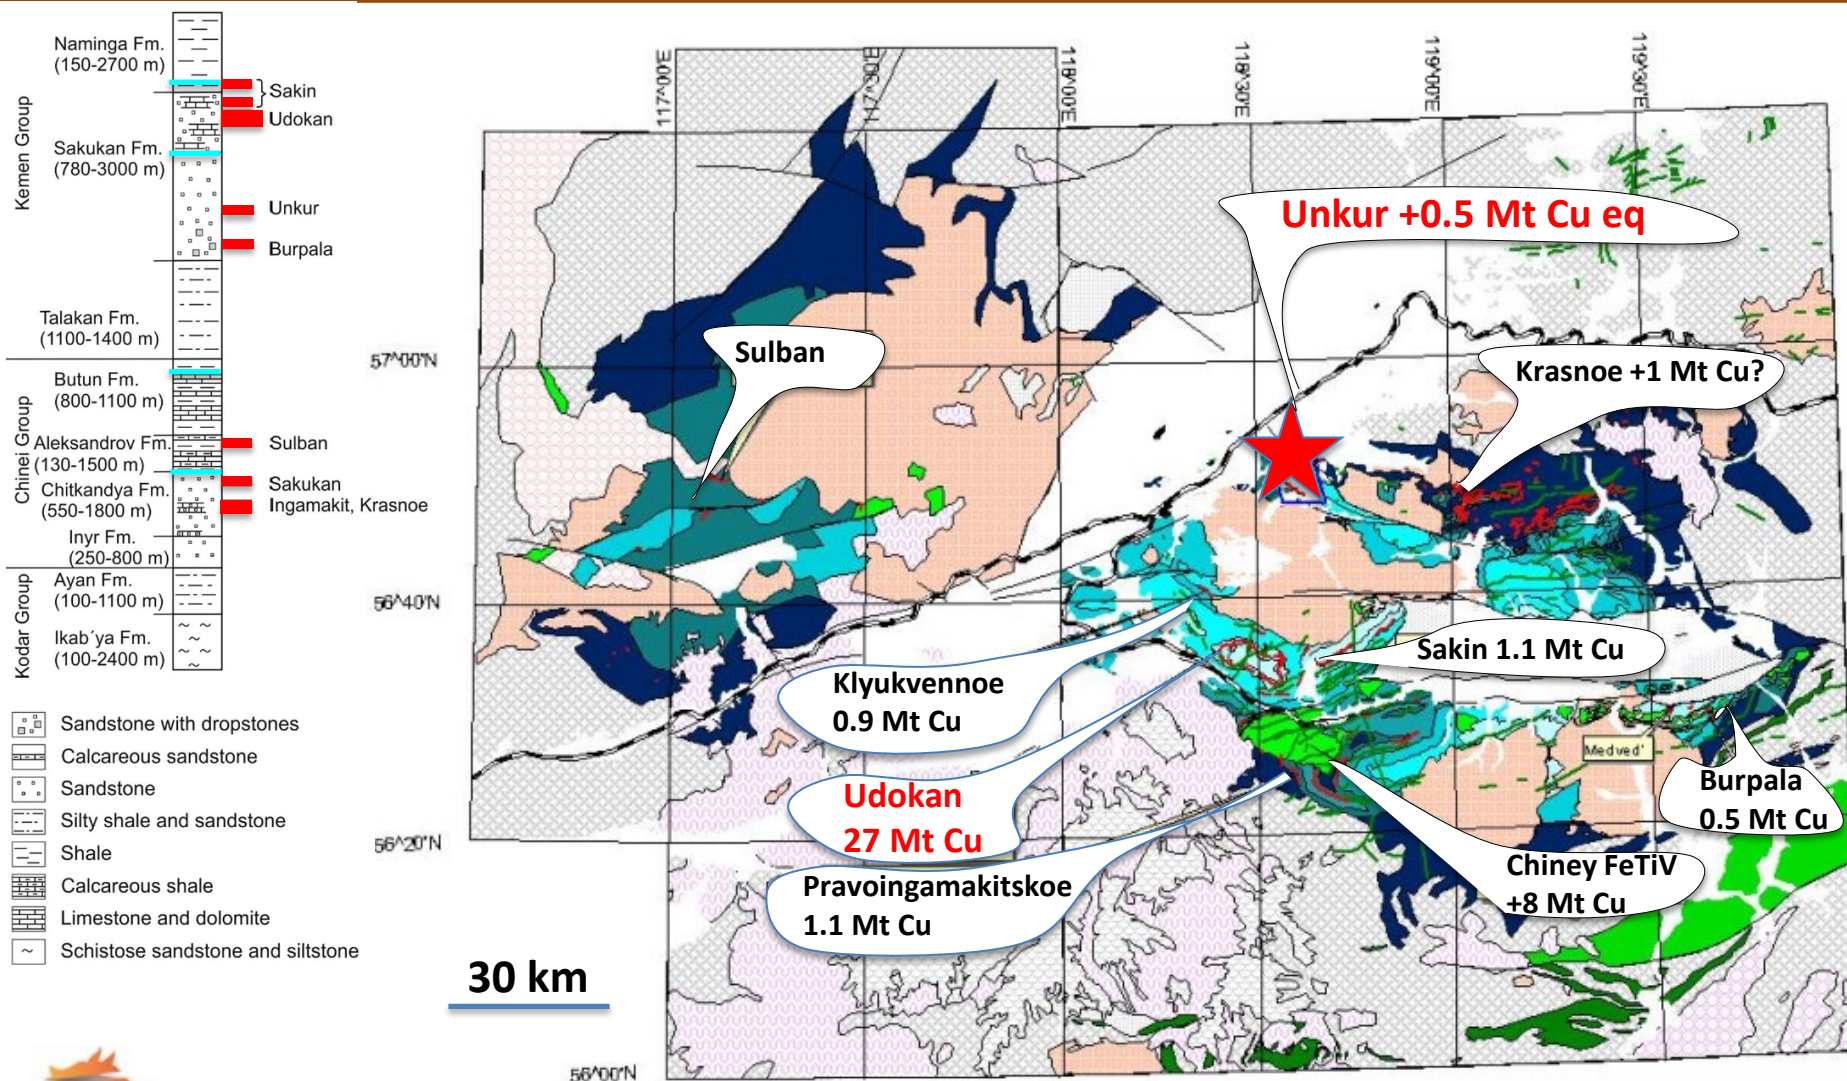 Kemen Group
Chinei Group
Kodar Group
Naminga Fm.
(150-2700 m)
Sakukan Fm.
(780-3000 m)
Talakan Fm.
(1100-1400 m)
Butun Fm.
(800-1100 m)
Aleksandrov Fm.
(130-1500 m)
Chitkandya Fm.
(550-1800 m)
Inyr Fm.
(250-800 m)
Ayan Fm.
(100-1100 m)
Ikab´ya Fm.
(100-2400 m)
Sakin
Udokan
Unkur
Burpala
Sulban
Sakukan
Ingamakit, Krasnoe
Sandstone with dropstones
Calcareous sandstone
Sandstone
Silty shale and sandstone
Shale
Calcareous shale
Limestone and dolomite
Schistose sandstone and siltstone
117^00'E
118^00'E
118^30'E
119^00'E
119^30'E
57^00'N
56^40'N
56^20'N
56^00'N
Unkur +0.5 Mt Cu eq
Sulban
Krasnoe +1 Mt Cu?
Sakin 1.1 Mt Cu
Klyukvennoe
0.9 Mt Cu
Udokan
27 Mt Cu
Pravoingamakitskoe
1.1 Mt Cu
Medved'
Burpala
0.5 Mt Cu
Chiney FeTiV
+8 Mt Cu
30 km